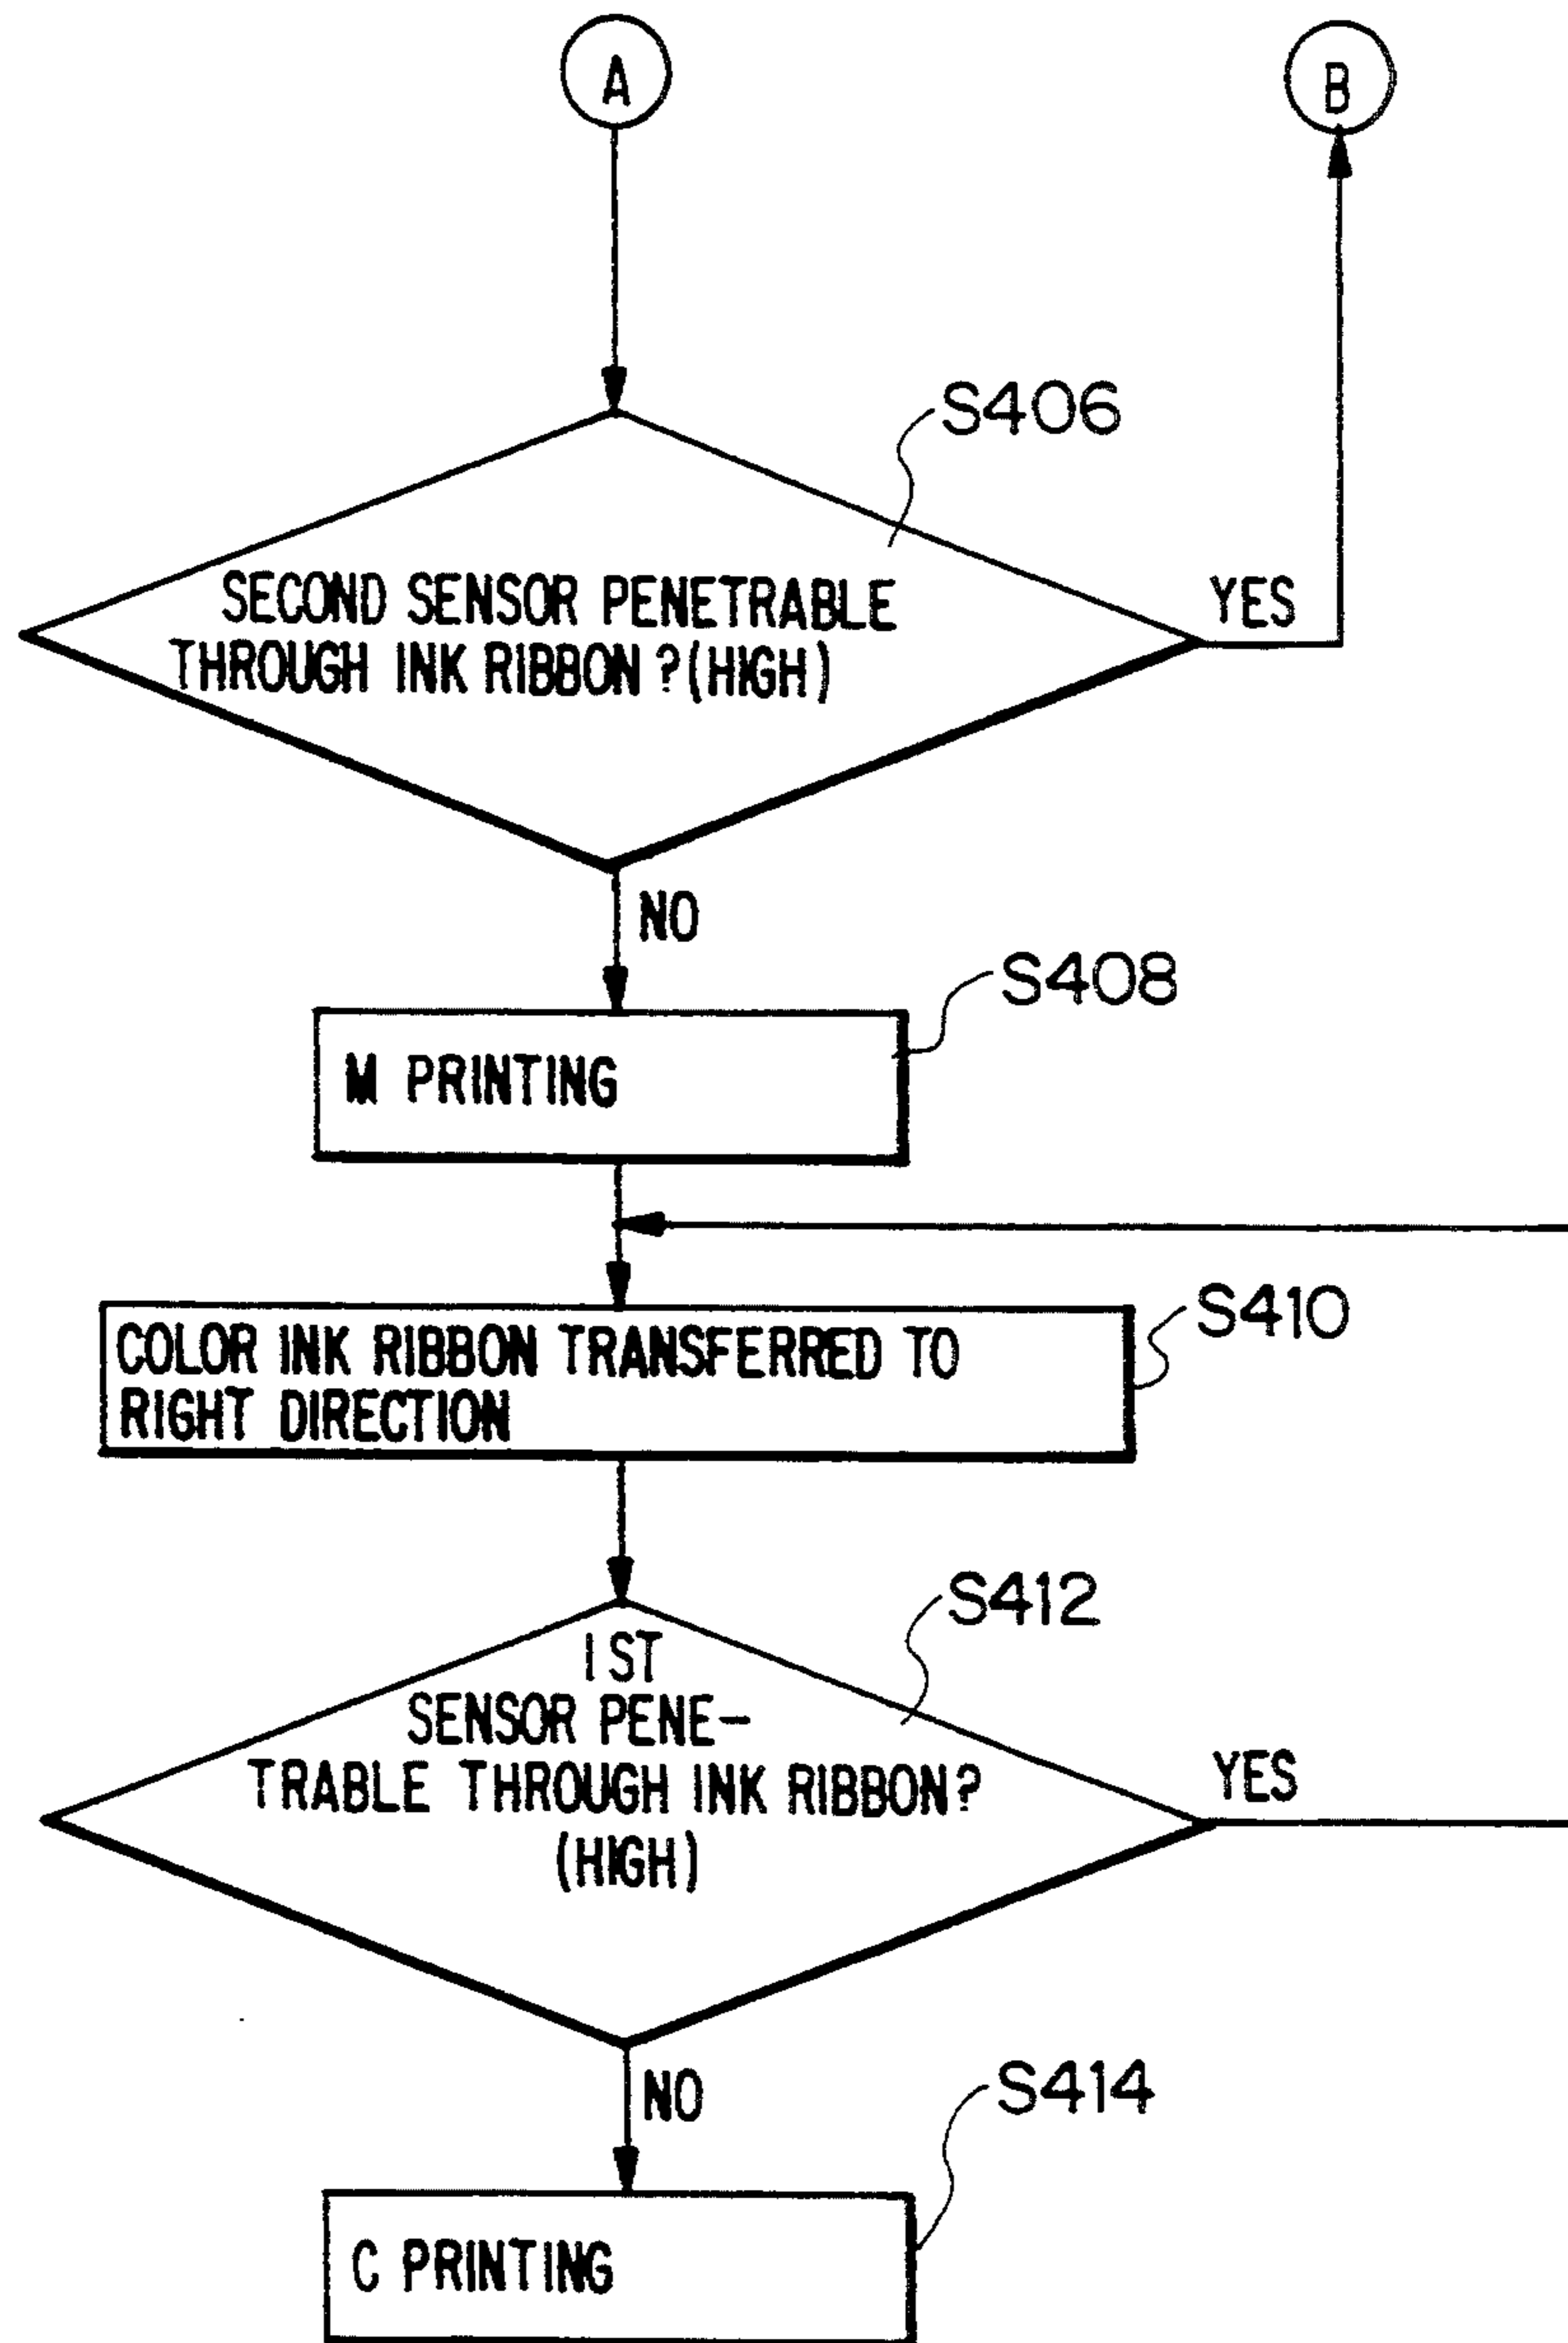 A
B
S406
SECOND SENSOR PENETRABLE
THROUGH INK RIBBON ? (HIGH)
YES
NO
S408
M PRINTING
S410
COLOR INK RIBBON TRANSFERRED TO
RIGHT DIRECTION
S412
1ST
SENSOR PENE-
TRABLE THROUGH INK RIBBON?
(HIGH)
YES
NO
S414
C PRINTING